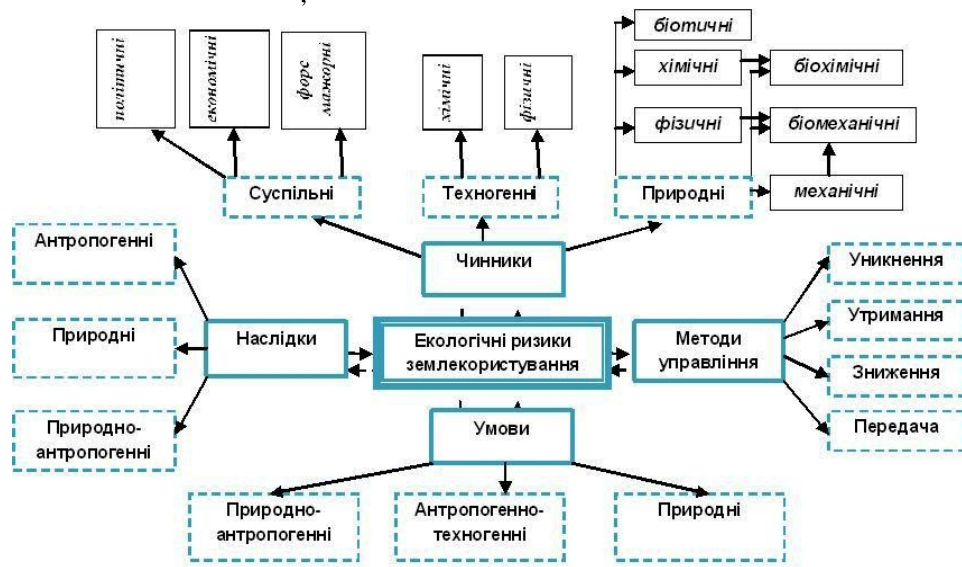 політичні
економічні
форс
мажорні
хімічні
фізичні
біотичні
хімічні
біохімічні
фізичні
біомеханічні
механічні
Суспільні
Техногенні
Природні
Чинники
Антропогенні
Природні
Природно-
антропогенні
Наслідки
Екологічні ризики
землекористування
Методи
управління
Уникнення
Утримання
Зниження
Передача
Умови
Природно-
антропогенні
Антропогенно-
техногенні
Природні